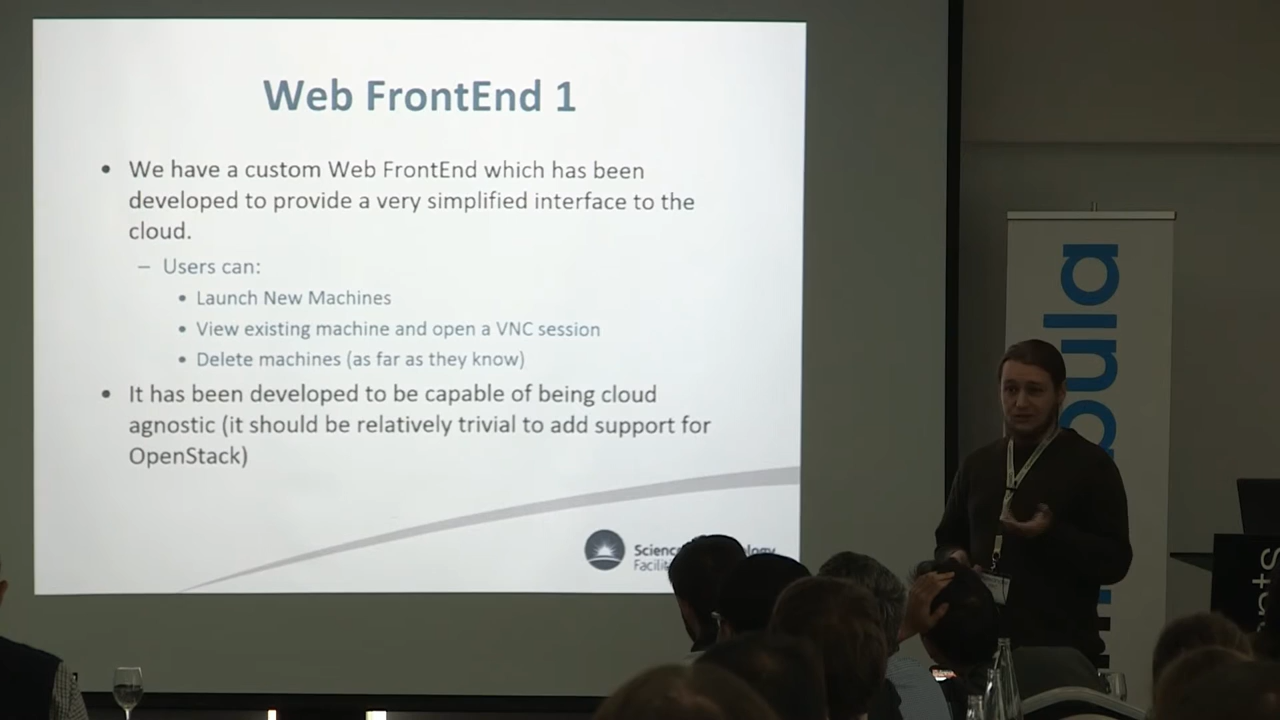 Web FrontEnd 1
• We have a custom Web FrontEnd which has been
developed to provide a very simplified interface to the
cloud.
– Users can:
• Launch New Machines
• View existing machine and open a VNC session
• Delete machines (as far as they know)
• It has been developed to be capable of being cloud
agnostic (it should be relatively trivial to add support for
OpenStack)